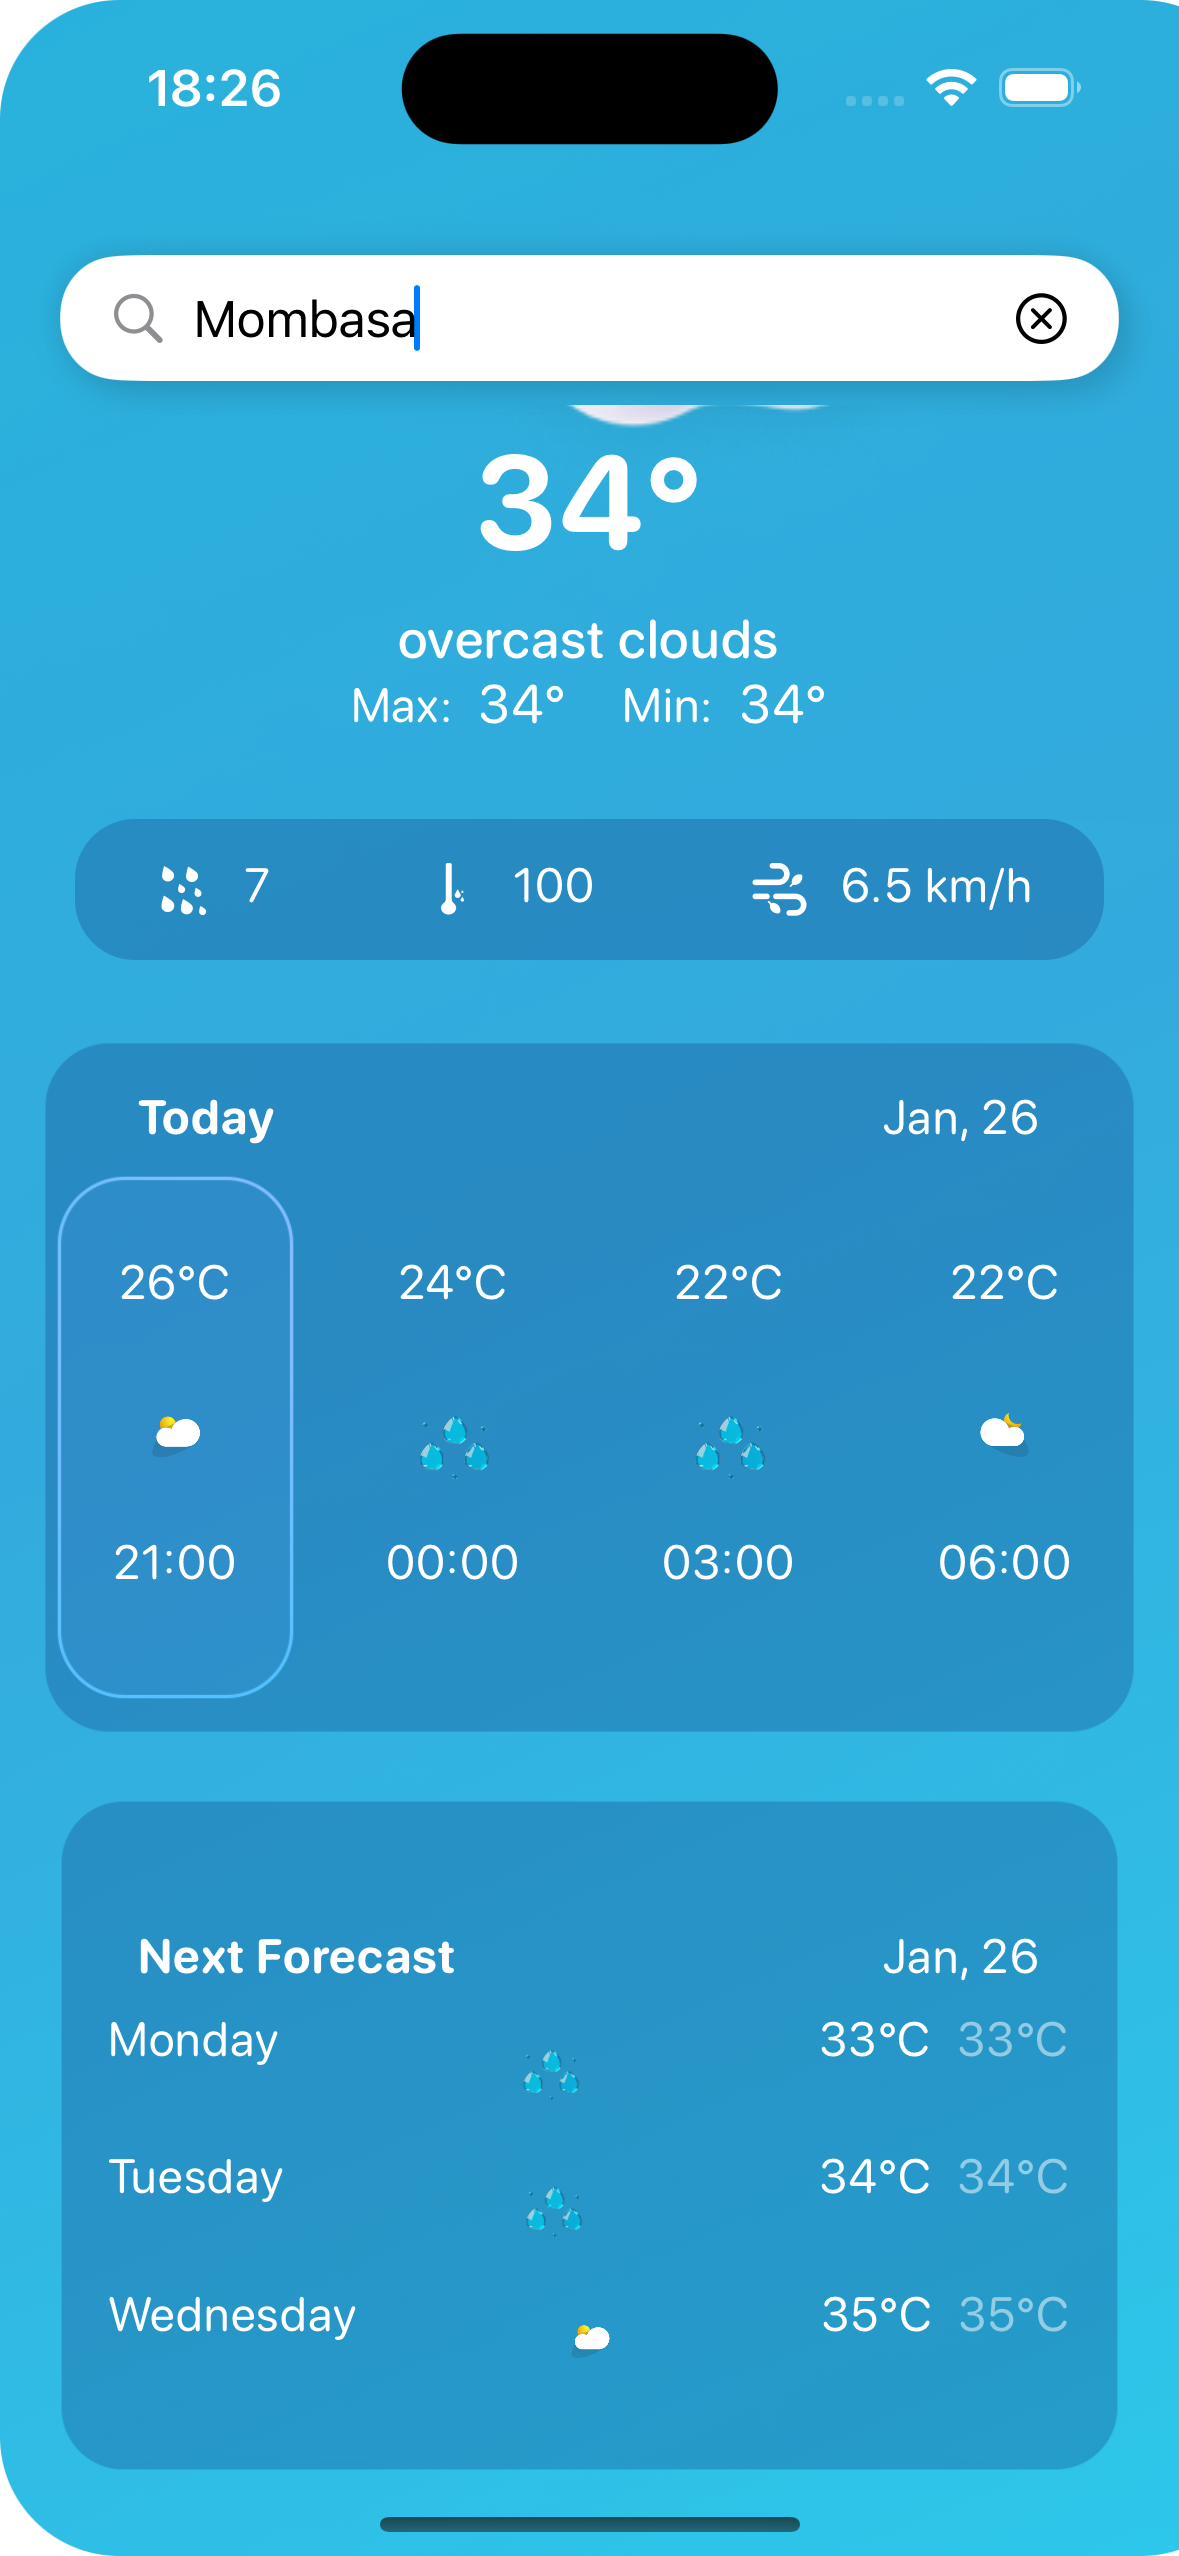 18:26
Mombasa
34°
overcast clouds
Max: 34° Min: 34°
7 100 6.5 km/h
Today Jan, 26
26°C 24°C 22°C 22°C
21:00 00:00 03:00 06:00
Next Forecast Jan, 26
Monday 33°C 33°C
Tuesday 34°C 34°C
Wednesday 35°C 35°C